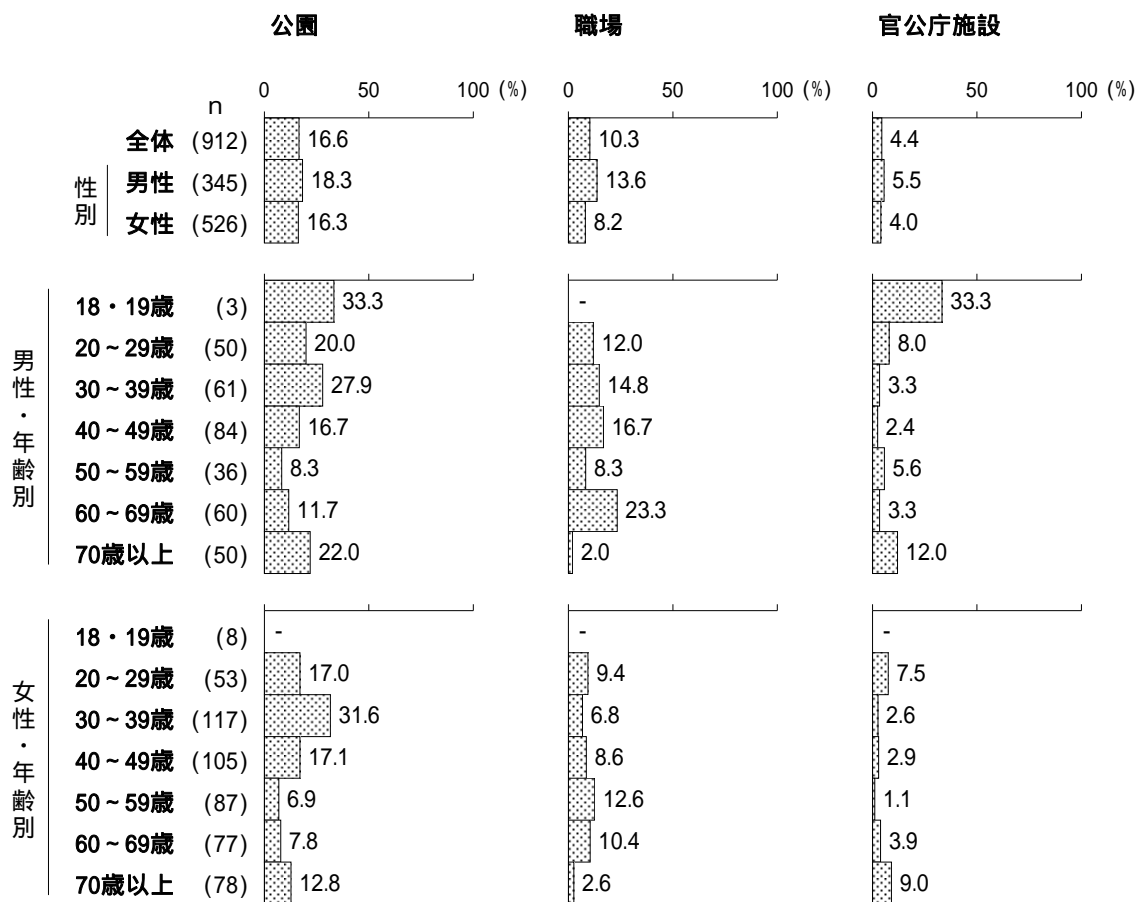 公園 職場 官公庁施設
0 50 100 (%) 0 50 100 (%) 0 50 100 (%)
n
全体 (912) 16.6 10.3 4.4
性別
男性 (345) 18.3 13.6 5.5
女性 (526) 16.3 8.2 4.0
男性・年齢別
18・19歳 (3) 33.3 - 33.3
20~29歳 (50) 20.0 12.0 8.0
30~39歳 (61) 27.9 14.8 3.3
40~49歳 (84) 16.7 16.7 2.4
50~59歳 (36) 8.3 8.3 5.6
60~69歳 (60) 11.7 23.3 3.3
70歳以上 (50) 22.0 2.0 12.0
女性・年齢別
18・19歳 (8) - - -
20~29歳 (53) 17.0 9.4 7.5
30~39歳 (117) 31.6 6.8 2.6
40~49歳 (105) 17.1 8.6 2.9
50~59歳 (87) 6.9 12.6 1.1
60~69歳 (77) 7.8 10.4 3.9
70歳以上 (78) 12.8 2.6 9.0